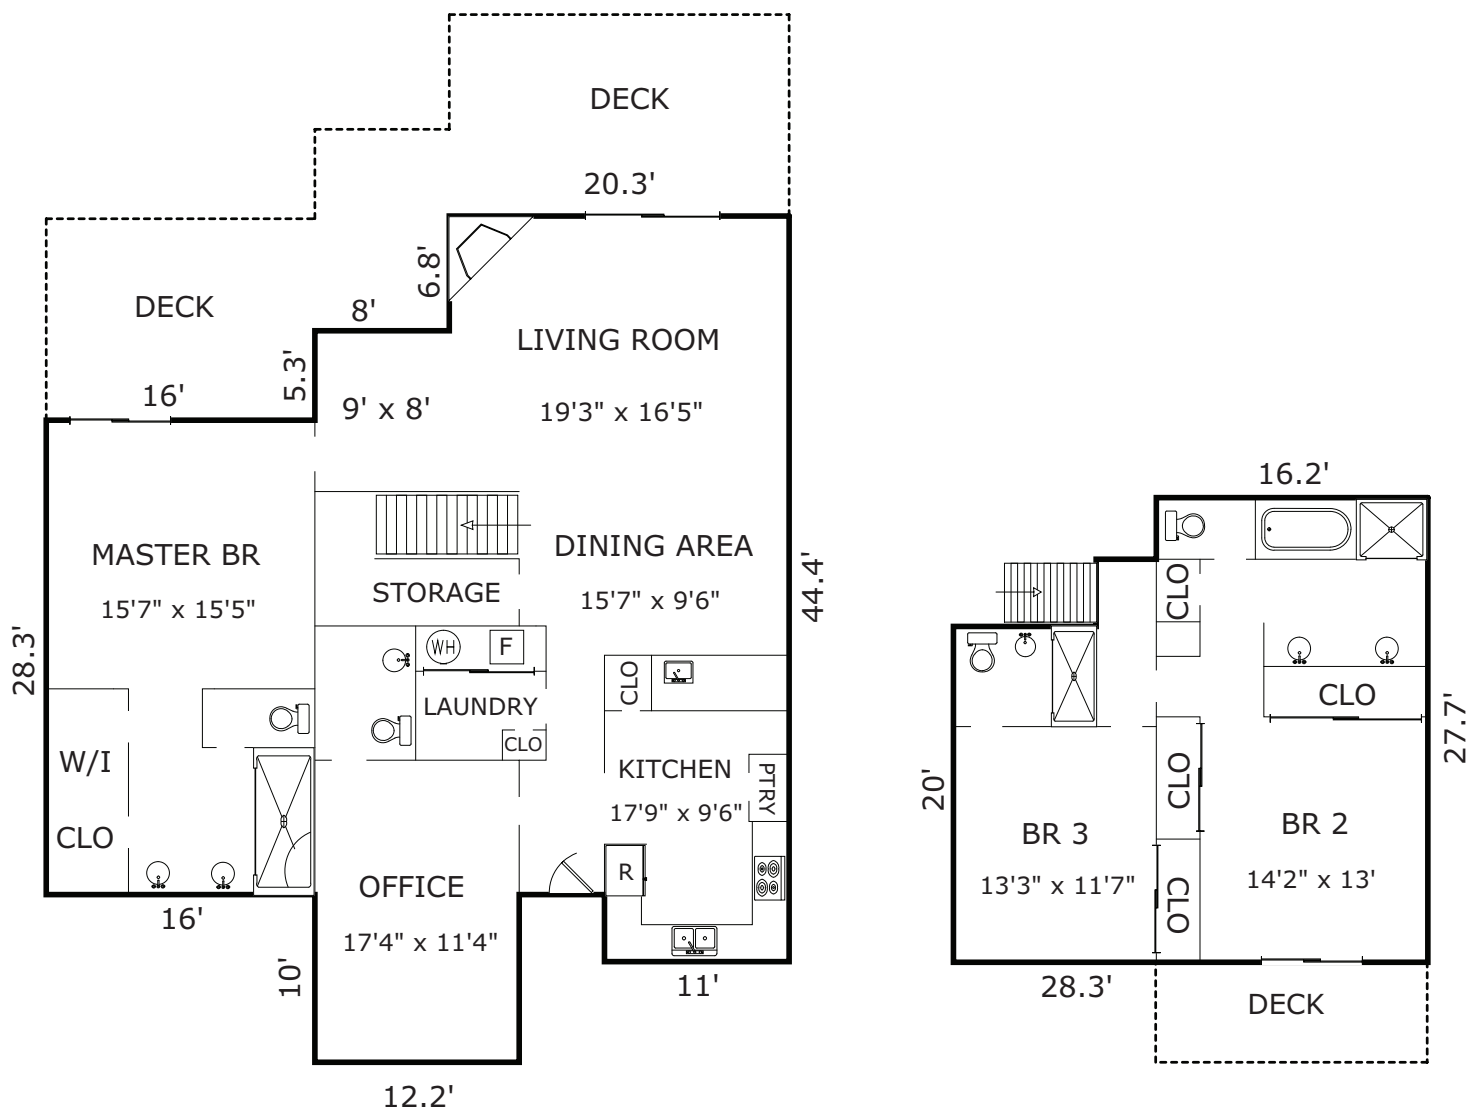 DECK
20.3'
6.8'
DECK
8'
LIVING ROOM
5.3'
16'
9' x 8'
19'3" x 16'5"
MASTER BR
15'7" x 15'5"
DINING AREA
15'7" x 9'6"
STORAGE
44.4'
28.3'
WH
F
LAUNDRY
CLO
CLO
W/I
CLO
KITCHEN
17'9" x 9'6"
PTRY
R
OFFICE
17'4" x 11'4"
16'
10'
11'
12.2'
16.2'
CLO
CLO
27.7'
20'
CLO
BR 3
13'3" x 11'7"
BR 2
14'2" x 13'
CLO
28.3'
DECK